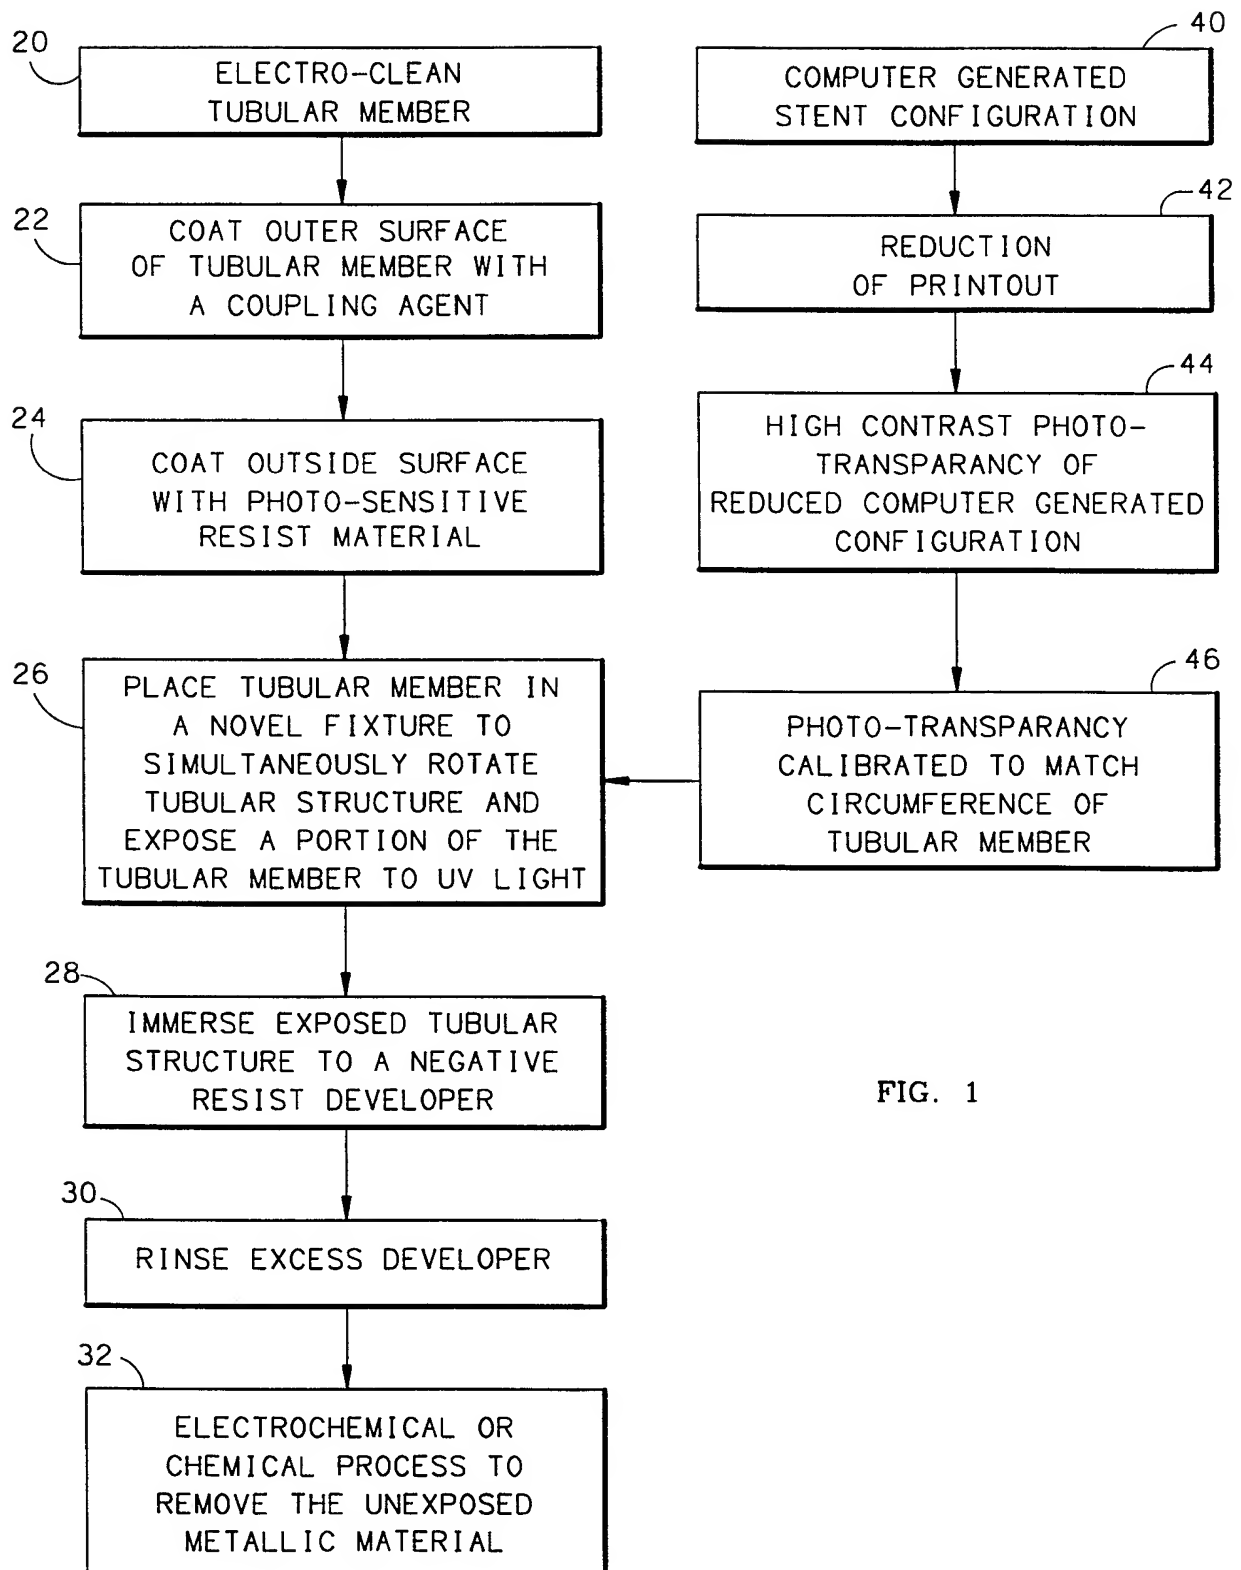 20
ELECTRO-CLEAN
TUBULAR MEMBER
22
COAT OUTER SURFACE
OF TUBULAR MEMBER WITH
A COUPLING AGENT
24
COAT OUTSIDE SURFACE
WITH PHOTO-SENSITIVE
RESIST MATERIAL
26
PLACE TUBULAR MEMBER IN
A NOVEL FIXTURE TO
SIMULTANEOUSLY ROTATE
TUBULAR STRUCTURE AND
EXPOSE A PORTION OF THE
TUBULAR MEMBER TO UV LIGHT
28
IMMERSE EXPOSED TUBULAR
STRUCTURE TO A NEGATIVE
RESIST DEVELOPER
30
RINSE EXCESS DEVELOPER
32
ELECTROCHEMICAL OR
CHEMICAL PROCESS TO
REMOVE THE UNEXPOSED
METALLIC MATERIAL
40
COMPUTER GENERATED
STENT CONFIGURATION
42
REDUCTION
OF PRINTOUT
44
HIGH CONTRAST PHOTO-
TRANSPARANCY OF
REDUCED COMPUTER GENERATED
CONFIGURATION
46
PHOTO-TRANSPARANCY
CALIBRATED TO MATCH
CIRCUMFERENCE OF
TUBULAR MEMBER
FIG. 1